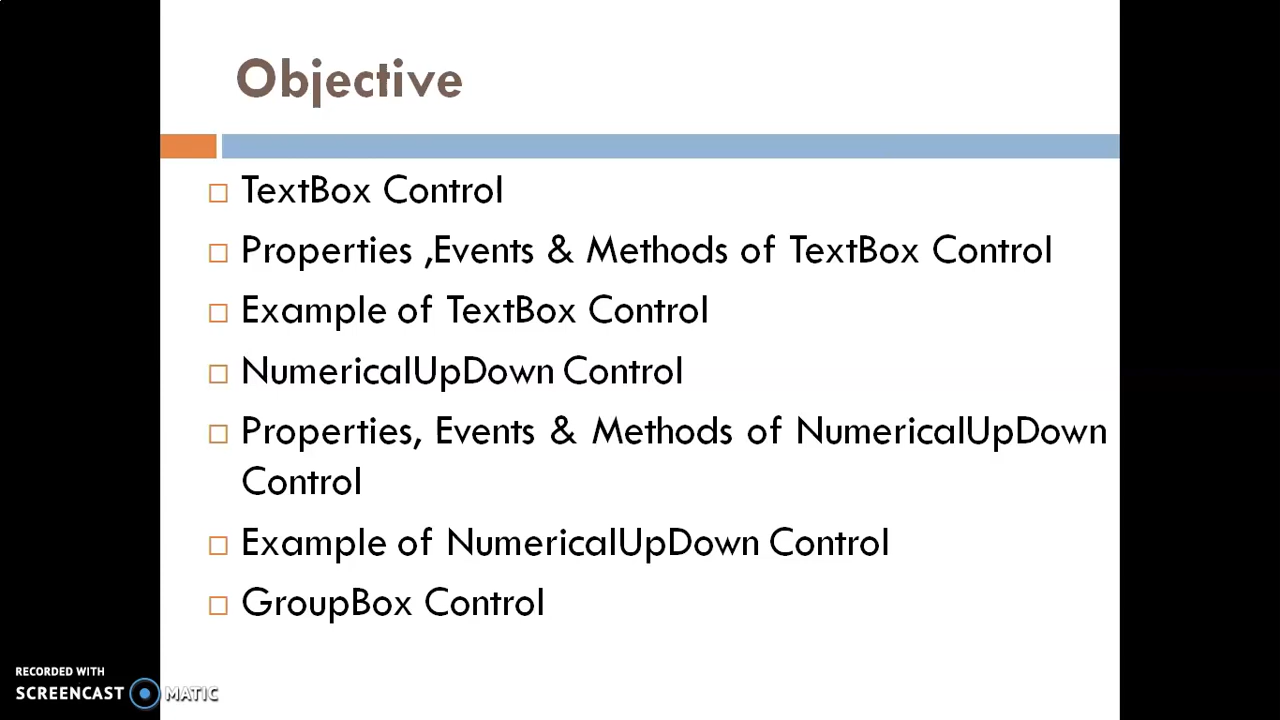 Objective
TextBox Control
Properties ,Events & Methods of TextBox Control
Example of TextBox Control
NumericalUpDown Control
Properties, Events & Methods of NumericalUpDown
Control
Example of NumericalUpDown Control
GroupBox Control
RECORDED WITH
SCREENCAST MATIC